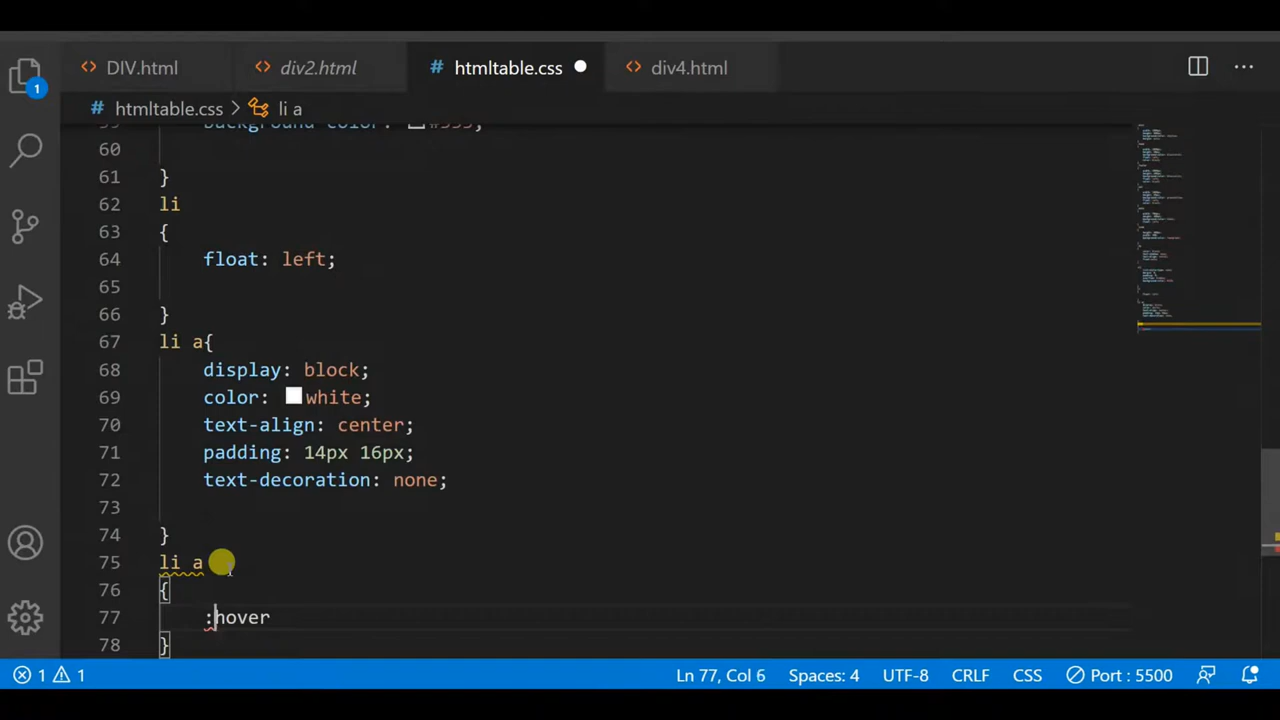 DIV.html div2.html # htmltable.css div4.html ...
1
# htmltable.css > li a
60
61 }
62 li
63 {
64 float: left;
65
66 }
67 li a{
68 display: block;
69 color: white;
70 text-align: center;
71 padding: 14px 16px;
72 text-decoration: none;
73
74 }
75 li a
76 {
77 :hover
78 }
1 1 Ln 77, Col 6 Spaces: 4 UTF-8 CRLF CSS Port : 5500